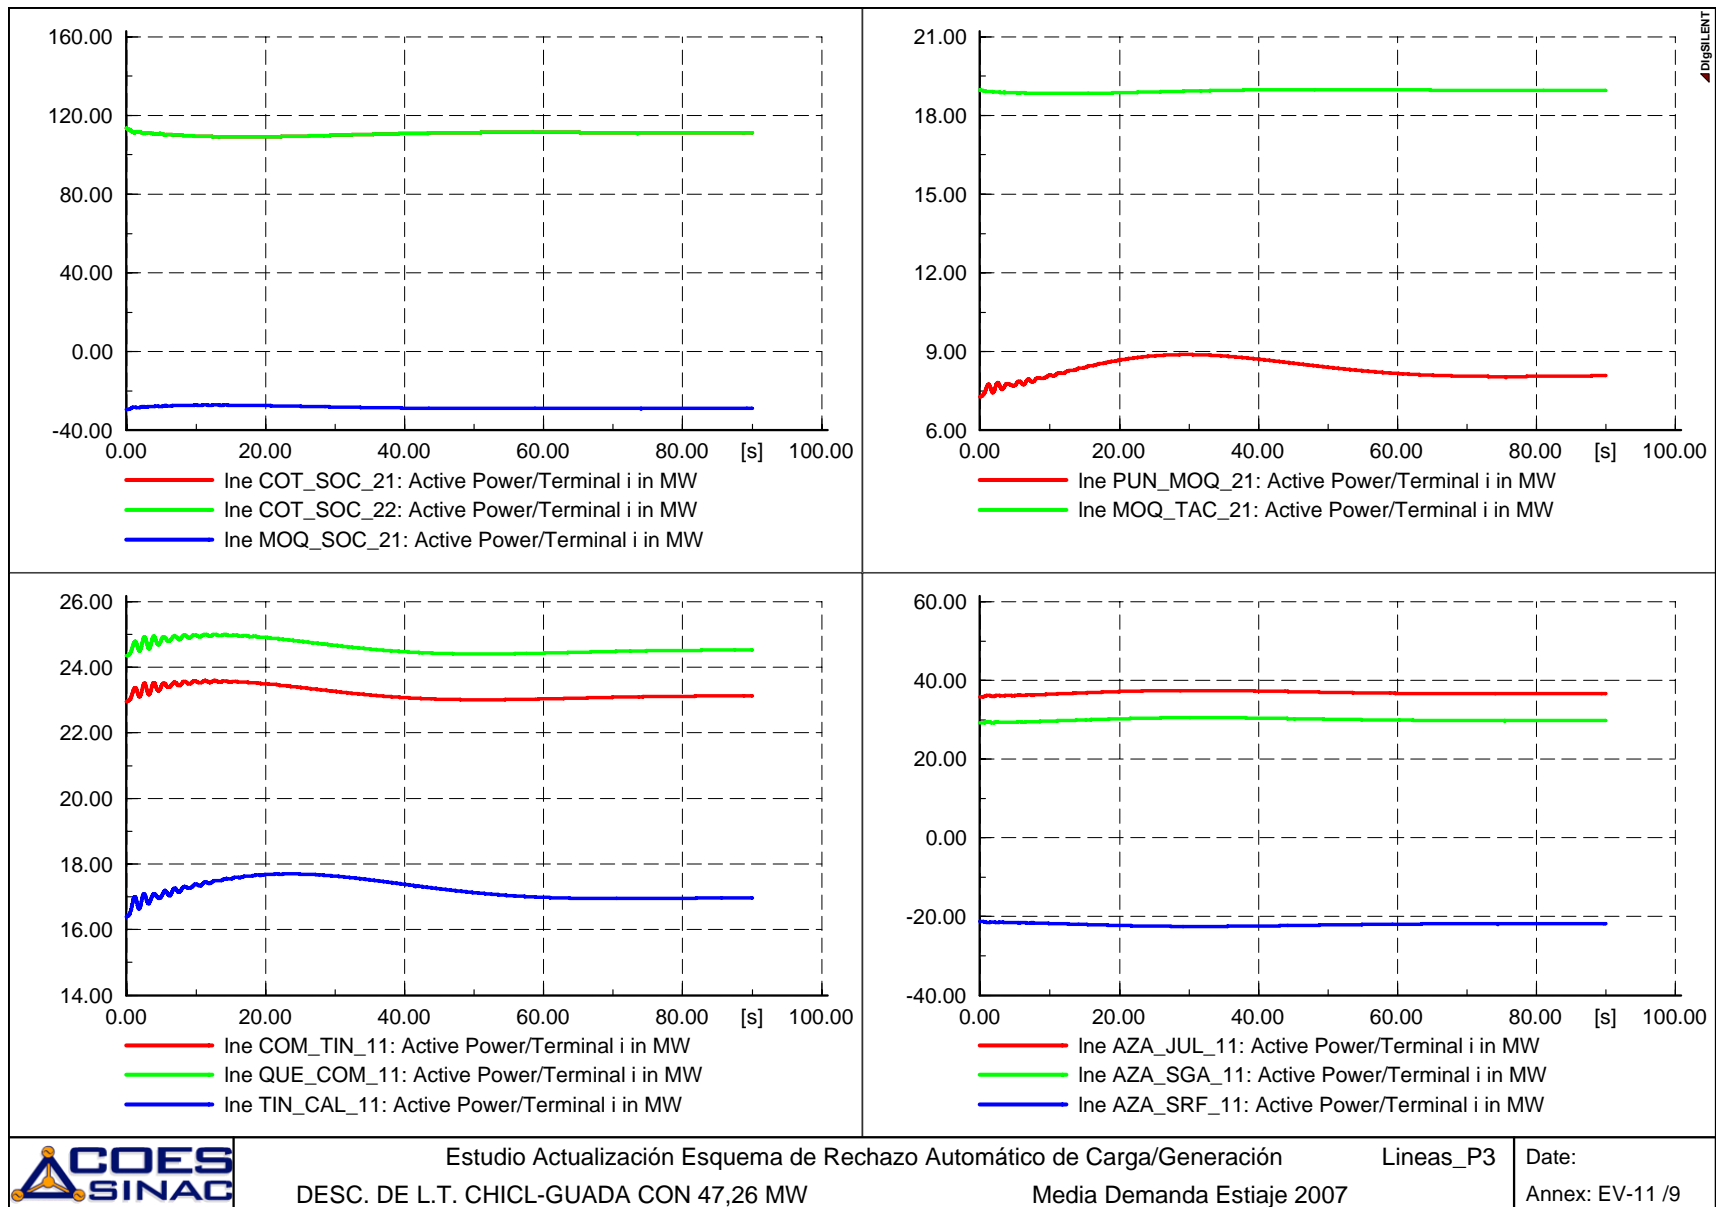 160.00
120.00
80.00
40.00
0.00
-40.00
0.00 20.00 40.00 60.00 80.00 [s] 100.00
lne COT_SOC_21: Active Power/Terminal i in MW
lne COT_SOC_22: Active Power/Terminal i in MW
lne MOQ_SOC_21: Active Power/Terminal i in MW
21.00
18.00
15.00
12.00
9.00
6.00
0.00 20.00 40.00 60.00 80.00 [s] 100.00
lne PUN_MOQ_21: Active Power/Terminal i in MW
lne MOQ_TAC_21: Active Power/Terminal i in MW
DIgSILENT
26.00
24.00
22.00
20.00
18.00
16.00
14.00
0.00 20.00 40.00 60.00 80.00 [s] 100.00
lne COM_TIN_11: Active Power/Terminal i in MW
lne QUE_COM_11: Active Power/Terminal i in MW
lne TIN_CAL_11: Active Power/Terminal i in MW
60.00
40.00
20.00
0.00
-20.00
-40.00
0.00 20.00 40.00 60.00 80.00 [s] 100.00
lne AZA_JUL_11: Active Power/Terminal i in MW
lne AZA_SGA_11: Active Power/Terminal i in MW
lne AZA_SRF_11: Active Power/Terminal i in MW
COES
SINAC
Estudio Actualización Esquema de Rechazo Automático de Carga/Generación Lineas_P3
DESC. DE L.T. CHICL-GUADA CON 47,26 MW Media Demanda Estiaje 2007
Date:
Annex: EV-11 /9